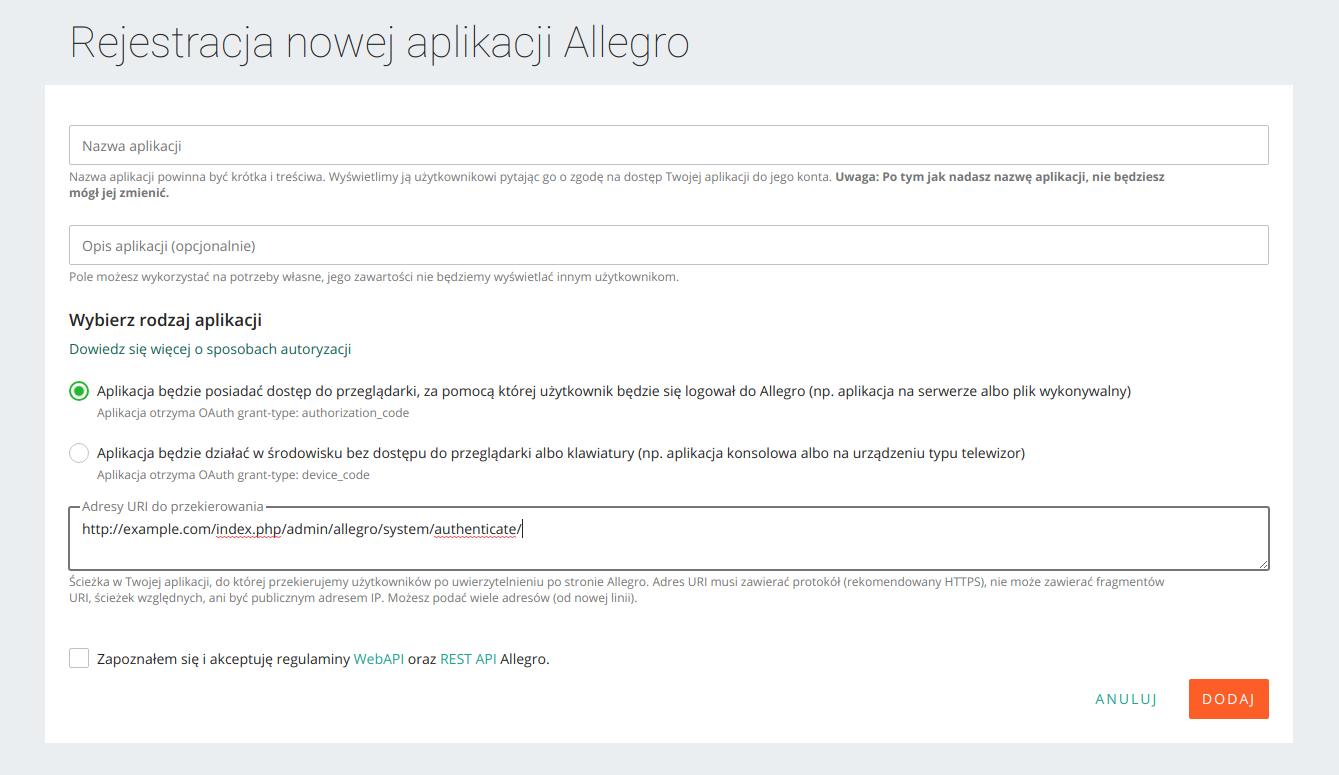 Rejestracja nowej aplikacji Allegro
Nazwa aplikacji
Nazwa aplikacji powinna być krótka i treściwa. Wyświetlimy ją użytkownikowi pytając go o zgodę na dostęp Twojej aplikacji do jego konta. Uwaga: Po tym jak nadasz nazwę aplikacji, nie będziesz
mógł jej zmienić.
Opis aplikacji (opcjonalnie)
Pole możesz wykorzystać na potrzeby własne, jego zawartości nie będziemy wyświetlać innym użytkownikom.
Wybierz rodzaj aplikacji
Dowiedz się więcej o sposobach autoryzacji
Aplikacja będzie posiadać dostęp do przeglądarki, za pomocą której użytkownik będzie się logował do Allegro (np. aplikacja na serwerze albo plik wykonywalny)
Aplikacja otrzyma OAuth grant-type: authorization_code
Aplikacja będzie działać w środowisku bez dostępu do przeglądarki albo klawiatury (np. aplikacja konsolowa albo na urządzeniu typu telewizor)
Aplikacja otrzyma OAuth grant-type: device_code
Adresy URI do przekierowania
http://example.com/index.php/admin/allegro/system/authenticate/
Ścieżka w Twojej aplikacji, do której przekierujemy użytkowników po uwierzytelnieniu po stronie Allegro. Adres URI musi zawierać protokół (rekomendowany HTTPS), nie może zawierać fragmentów
URI, ścieżek względnych, ani być publicznym adresem IP. Możesz podać wiele adresów (od nowej linii).
Zapoznałem się i akceptuję regulaminy WebAPI oraz REST API Allegro.
ANULUJ
DODAJ